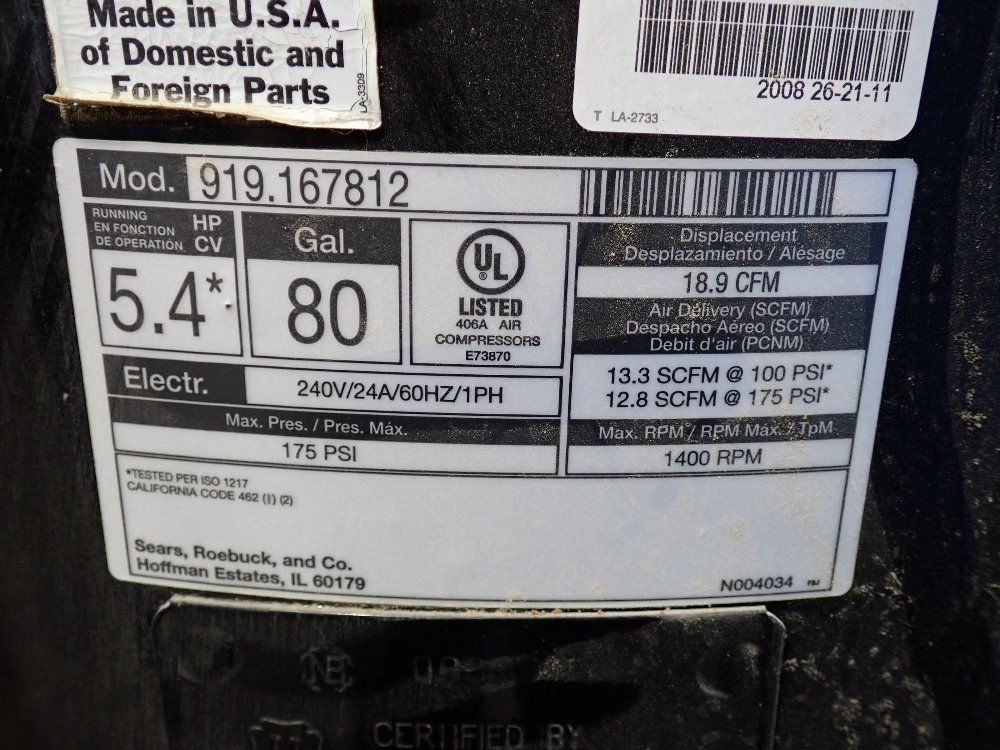 Made in U.S.A.
of Domestic and
Foreign Parts
LA-3309
2008 26-21-11
T LA-2733
Mod. 919.167812
RUNNING
EN FONCTION
DE OPERATIÓN
HP
CV
5.4*
Gal.
80
UL
LISTED
406A AIR
COMPRESSORS
E73870
Displacement
Desplazamiento / Alésage
18.9 CFM
Air Delivery (SCFM)
Despacho Aéreo (SCFM)
Debit d'air (PCNM)
13.3 SCFM @ 100 PSI*
12.8 SCFM @ 175 PSI*
Electr. 240V/24A/60HZ/1PH
Max. Pres. / Pres. Máx.
175 PSI
Max. RPM / RPM Máx. / TpM
1400 RPM
*TESTED PER ISO 1217
CALIFORNIA CODE 462 (l) (2)
Sears, Roebuck, and Co.
Hoffman Estates, IL 60179
N004034
CERTIFIED BY